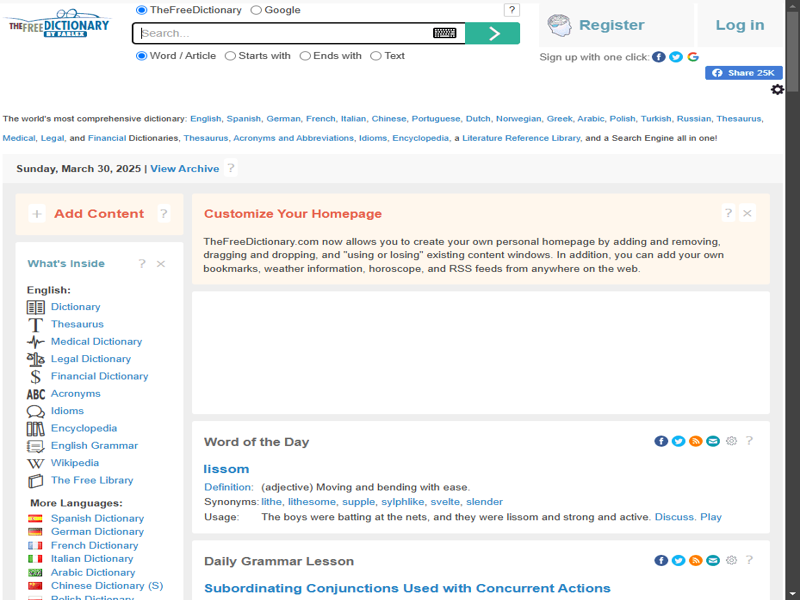 THE FREE DICTIONARY
BY FARLEX
TheFreeDictionary Google ?
Search...
Word / Article Starts with Ends with Text
Register
Log in
Sign up with one click:
Share 25K
The world's most comprehensive dictionary: English, Spanish, German, French, Italian, Chinese, Portuguese, Dutch, Norwegian, Greek, Arabic, Polish, Turkish, Russian, Thesaurus,
Medical, Legal, and Financial Dictionaries, Thesaurus, Acronyms and Abbreviations, Idioms, Encyclopedia, a Literature Reference Library, and a Search Engine all in one!
Sunday, March 30, 2025 | View Archive ?
+ Add Content ?
What's Inside ?
English:
Dictionary
T Thesaurus
Medical Dictionary
Legal Dictionary
$ Financial Dictionary
ABC Acronyms
Idioms
Encyclopedia
English Grammar
W Wikipedia
The Free Library
More Languages:
Spanish Dictionary
German Dictionary
French Dictionary
Italian Dictionary
Arabic Dictionary
Chinese Dictionary (S)
Polish Dictionary
Customize Your Homepage ?
TheFreeDictionary.com now allows you to create your own personal homepage by adding and removing,
dragging and dropping, and "using or losing" existing content windows. In addition, you can add your own
bookmarks, weather information, horoscope, and RSS feeds from anywhere on the web.
Word of the Day ?
lissom
Definition: (adjective) Moving and bending with ease.
Synonyms: lithe, lithesome, supple, sylphlike, svelte, slender
Usage: The boys were batting at the nets, and they were lissom and strong and active. Discuss. Play
Daily Grammar Lesson ?
Subordinating Conjunctions Used with Concurrent Actions